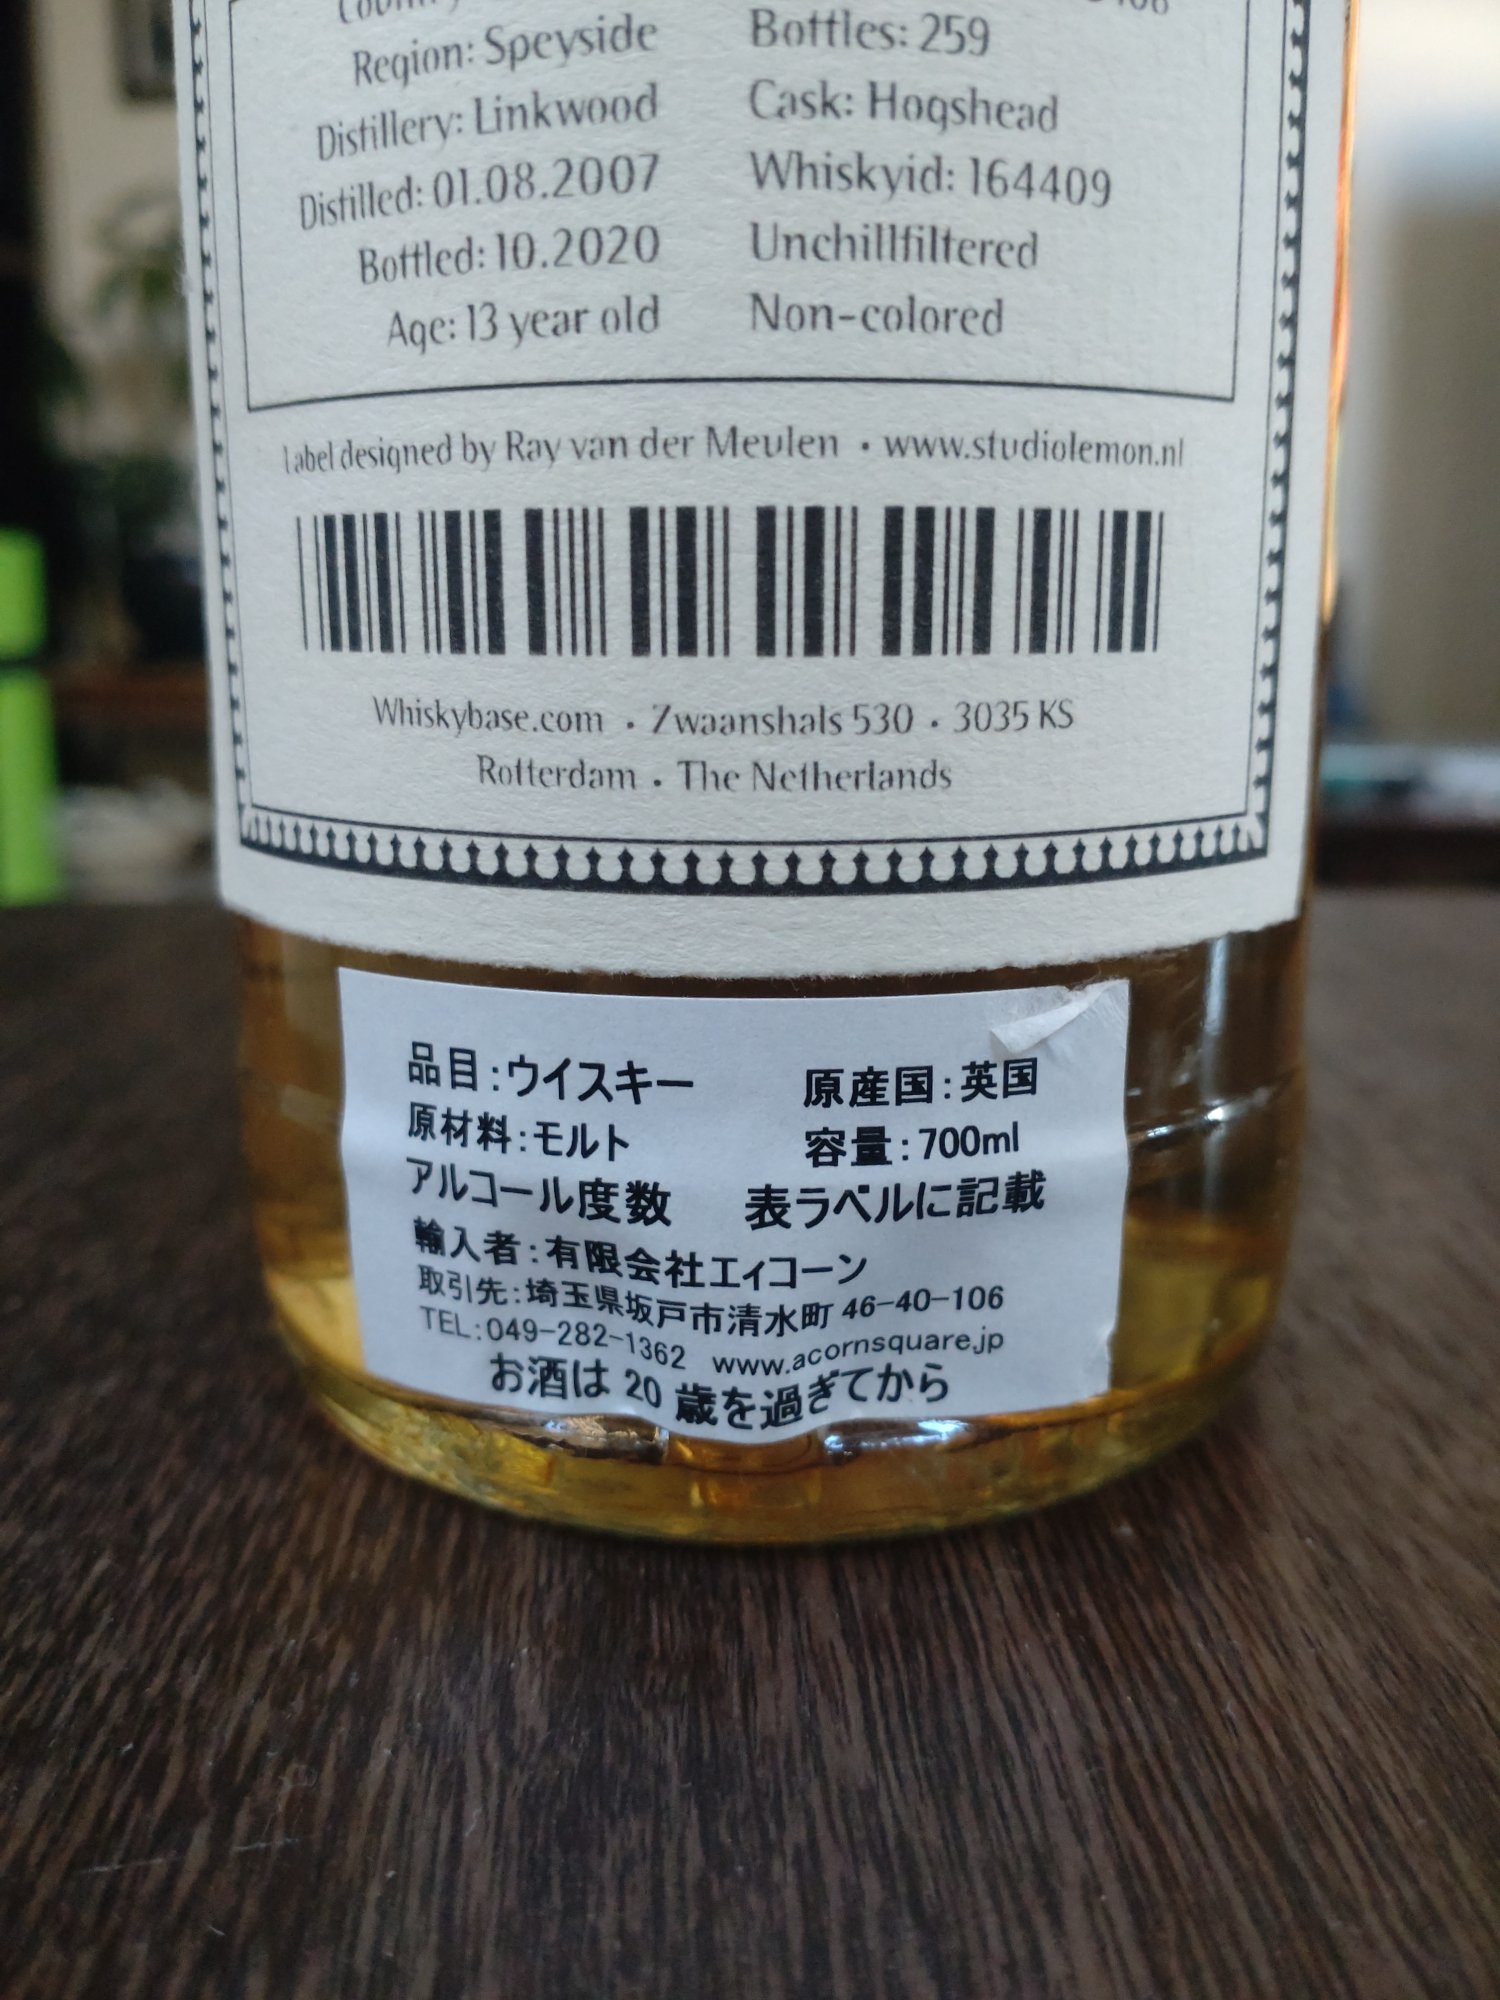 Region: Speyside
Bottles: 259
Distillery: Linkwood
Cask: Hogshead
Distilled: 01.08.2007
Whiskyid: 164409
Bottled: 10.2020
Unchillfiltered
Age: 13 year old
Non-colored
Label designed by Ray van der Meulen • www.studiolemon.nl
Whiskybase.com • Zwaanshals 530 • 3035 KS
Rotterdam • The Netherlands
品目:ウイスキー 原産国:英国
原材料:モルト 容量:700ml
アルコール度数 表ラベルに記載
輸入者:有限会社エィコーン
取引先:埼玉県坂戸市清水町 46-40-106
TEL:049-282-1362 www.acornsquare.jp
お酒は 20 歳を過ぎてから